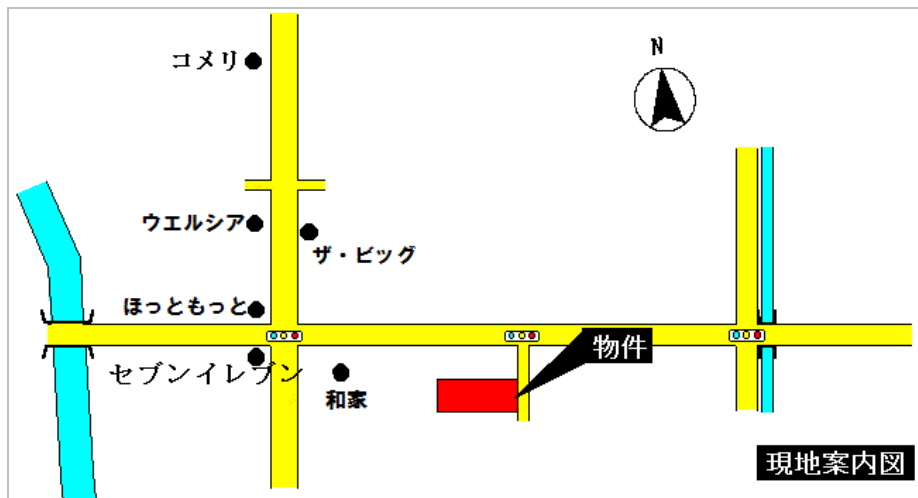 コメリ
N
ウエルシア
ザ・ビッグ
ほっともっと
物件
セブンイレブン
和家
現地案内図